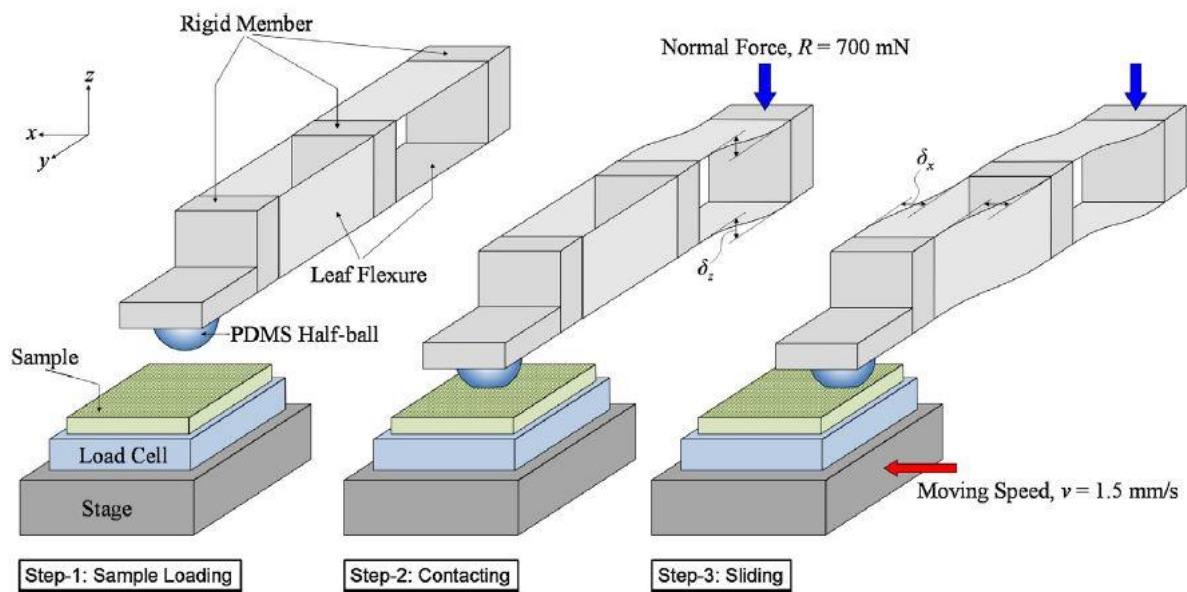 Rigid Member
z
x
y
Leaf Flexure
PDMS Half-ball
Sample
Load Cell
Stage
Step-1: Sample Loading
Normal Force, R = 700 mN
δz
Step-2: Contacting
δx
Moving Speed, v = 1.5 mm/s
Step-3: Sliding